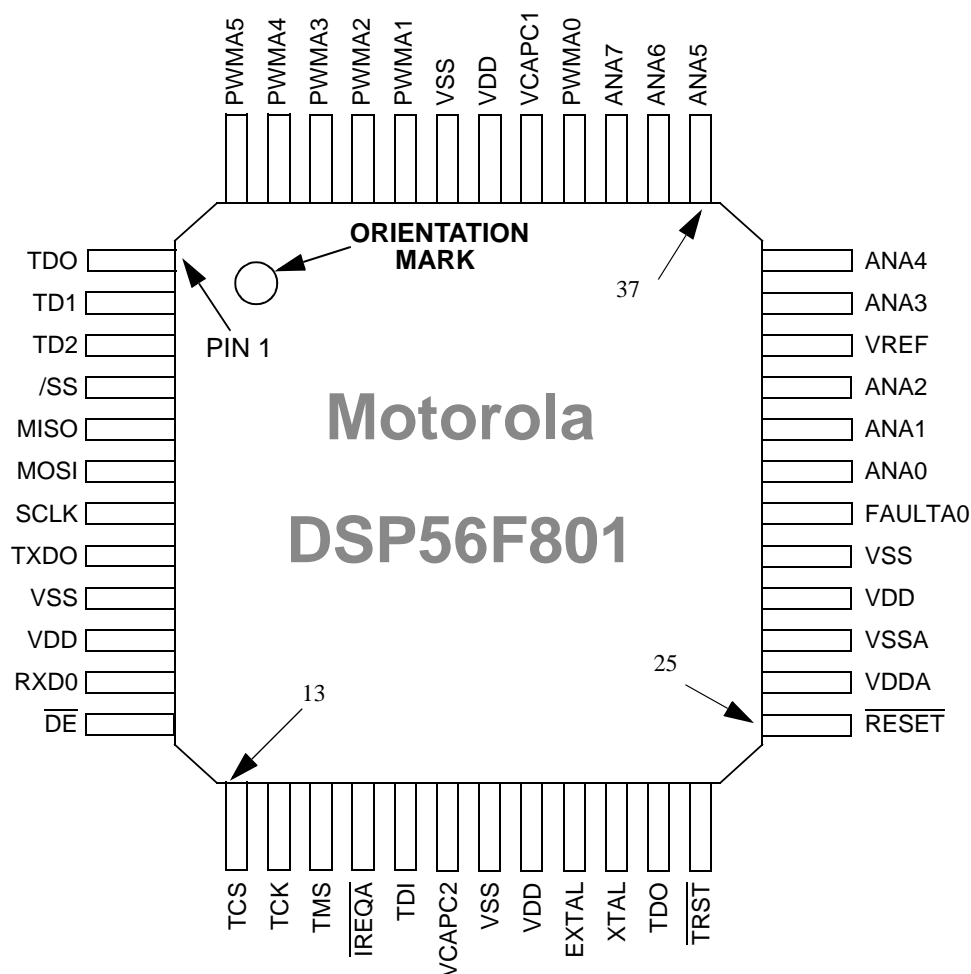 PWMA5
PWMA4
PWMA3
PWMA2
PWMA1
VSS
VDD
VCAPC1
PWMA0
ANA7
ANA6
ANA5
ORIENTATION
MARK
37
PIN 1
TDO
TD1
TD2
/SS
MISO
MOSI
SCLK
TXDO
VSS
VDD
RXD0
DE
Motorola
DSP56F801
ANA4
ANA3
VREF
ANA2
ANA1
ANA0
FAULTA0
VSS
VDD
VSSA
VDDA
RESET
13
25
TCS
TCK
TMS
IREQA
TDI
VCAPC2
VSS
VDD
EXTAL
XTAL
TDO
TRST